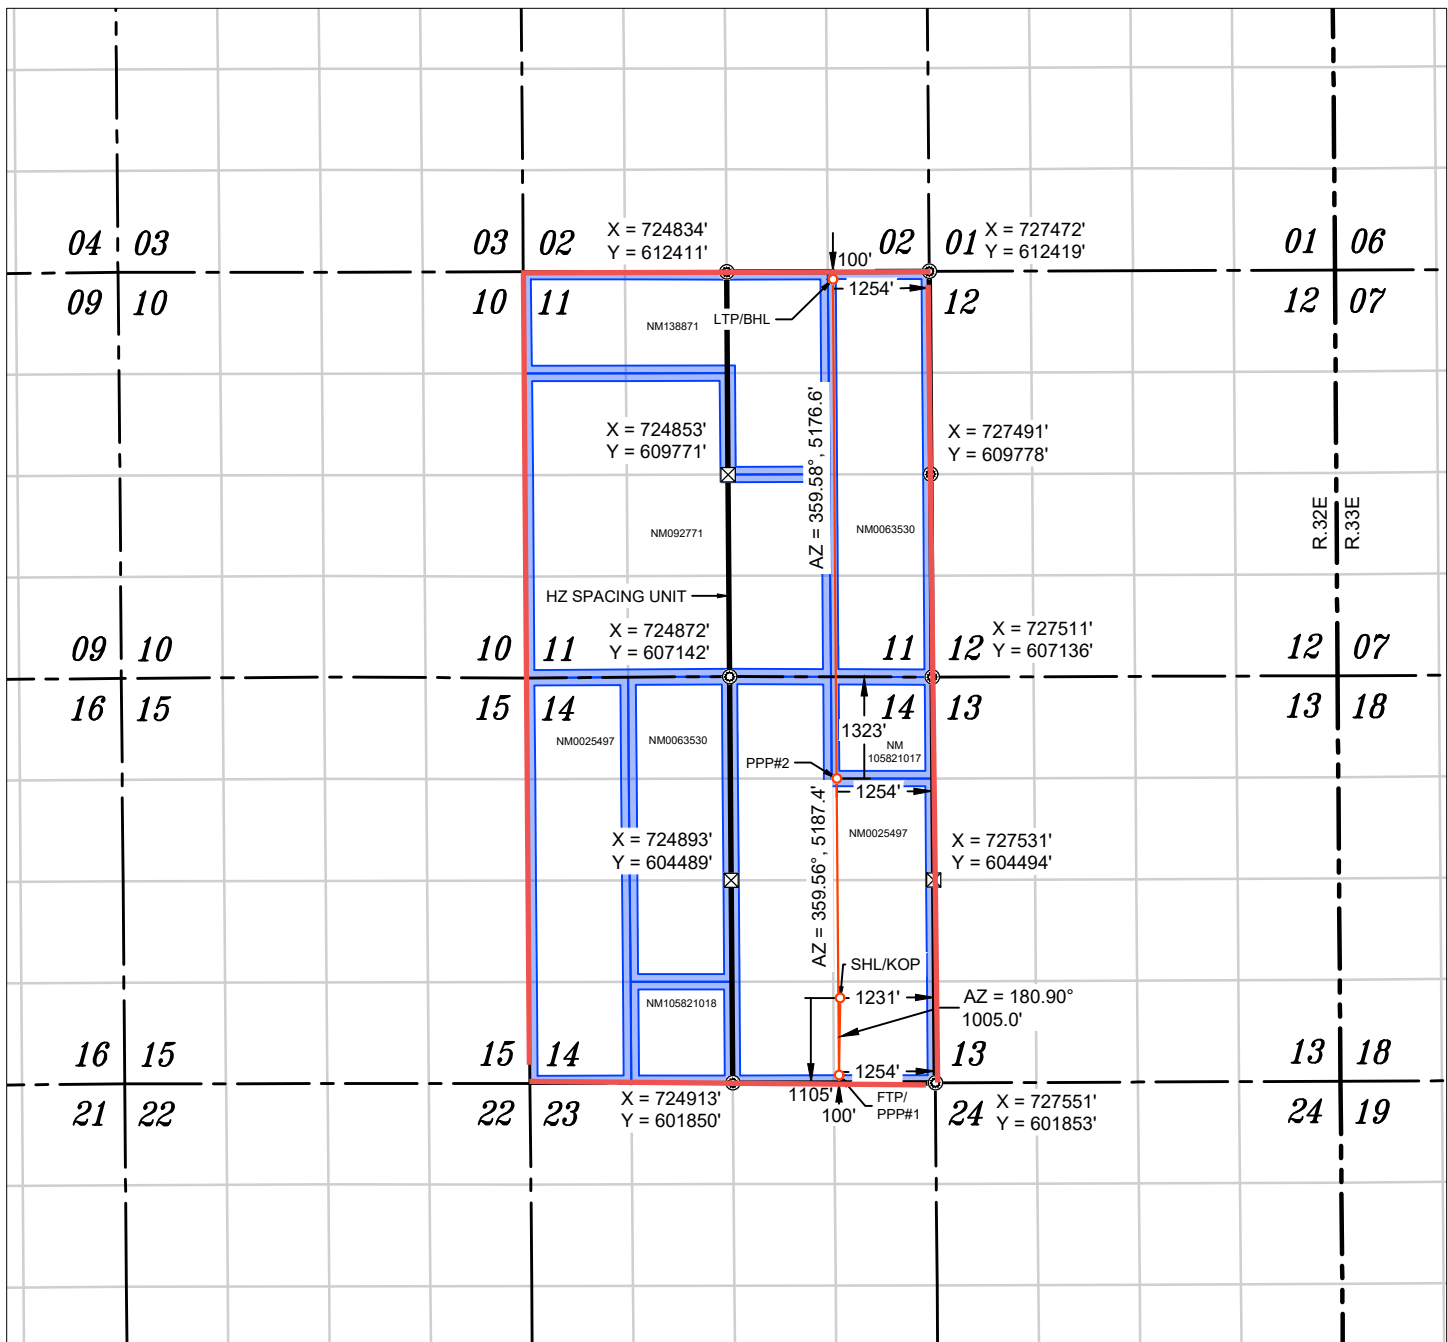 04 03
03 02
X = 724834'
Y = 612411'
02 01
X = 727472'
Y = 612419'
01 06
100'
09 10
10 11
1254'
12
12 07
NM138871
LTP/BHL
AZ = 359.58°, 5176.6'
X = 724853'
Y = 609771'
X = 727491'
Y = 609778'
NM092771
NM0063530
R.32E
R.33E
HZ SPACING UNIT
09 10
10 11
X = 724872'
Y = 607142'
11 12
X = 727511'
Y = 607136'
12 07
16 15
15 14
14 13
13 18
NM0025497
NM0063530
1323'
NM
105821017
PPP#2
1254'
AZ = 359.56°, 5187.4'
NM0025497
X = 724893'
Y = 604489'
X = 727531'
Y = 604494'
SHL/KOP
1231'
AZ = 180.90°
1005.0'
NM105821018
16 15
15 14
13
13 18
1254'
1105'
100'
FTP/
PPP#1
21 22
22 23
X = 724913'
Y = 601850'
24
X = 727551'
Y = 601853'
24 19